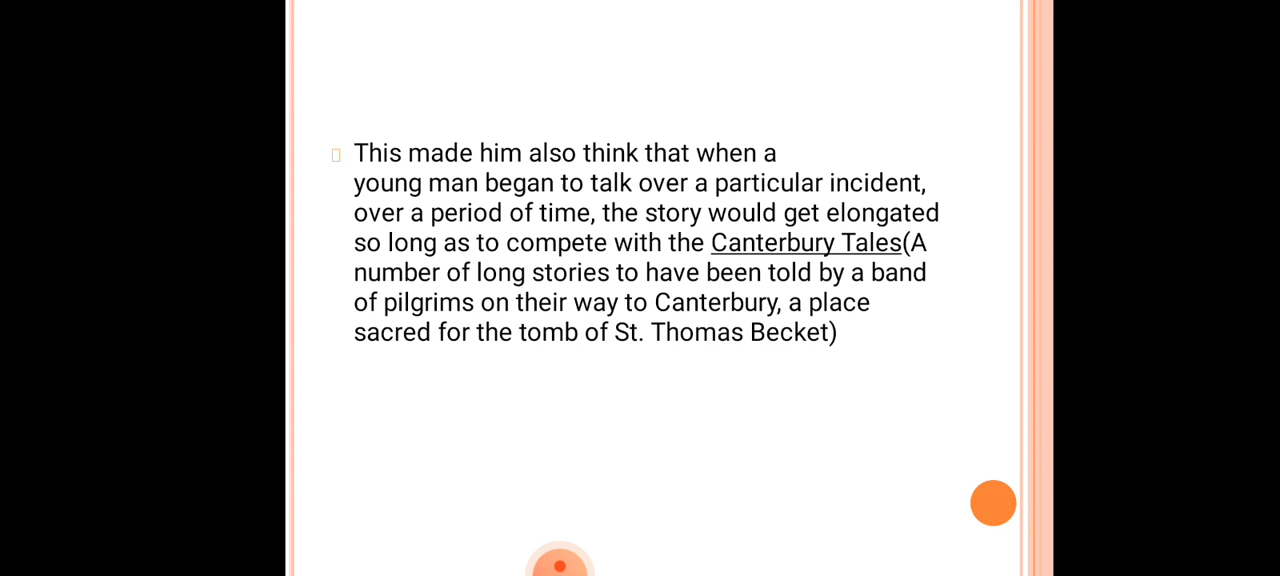 This made him also think that when a
young man began to talk over a particular incident,
over a period of time, the story would get elongated
so long as to compete with the Canterbury Tales(A
number of long stories to have been told by a band
of pilgrims on their way to Canterbury, a place
sacred for the tomb of St. Thomas Becket)